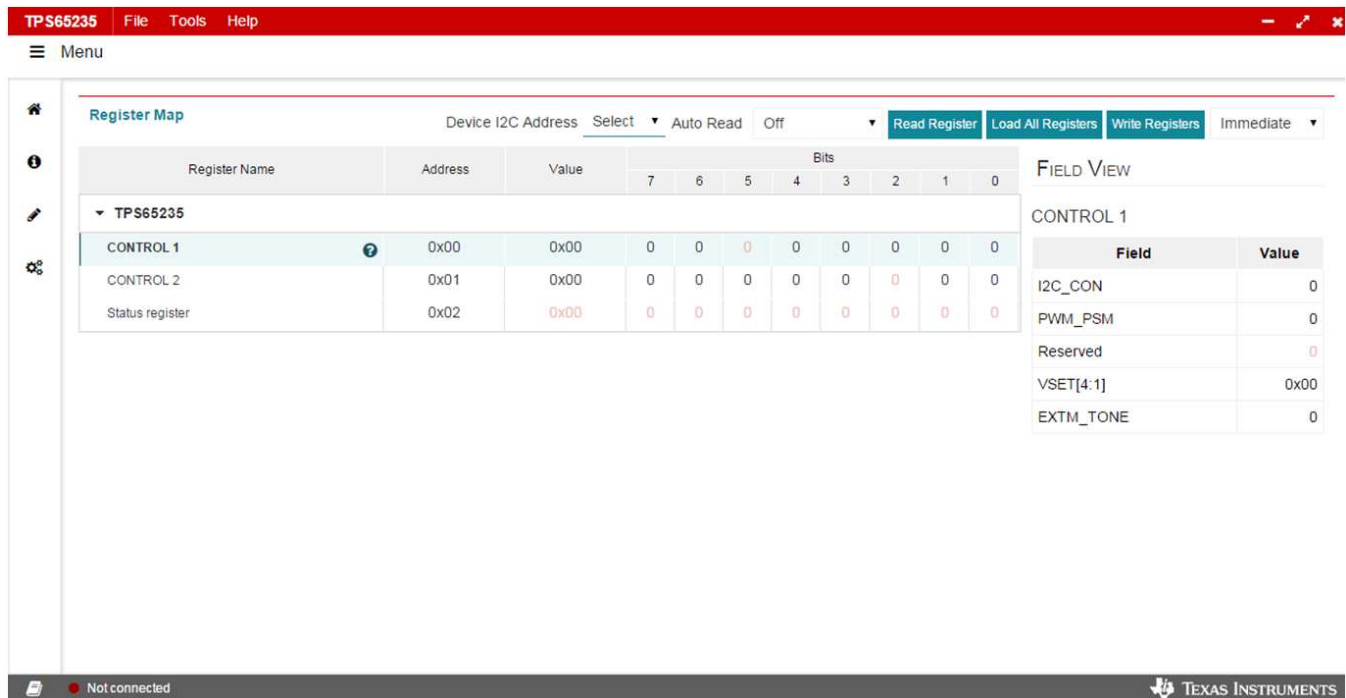 TPS65235 File Tools Help
Menu
Register Map Device I2C Address Select Auto Read Off Read Register Load All Registers Write Registers Immediate
Register Name Address Value Bits
7 6 5 4 3 2 1 0
TPS65235
CONTROL 1 0x00 0x00 0 0 0 0 0 0 0 0
CONTROL 2 0x01 0x00 0 0 0 0 0 0 0 0
Status register 0x02 0x00 0 0 0 0 0 0 0 0
FIELD VIEW
CONTROL 1
Field Value
I2C_CON 0
PWM_PSM 0
Reserved 0
VSET[4:1] 0x00
EXTM_TONE 0
Not connected TEXAS INSTRUMENTS